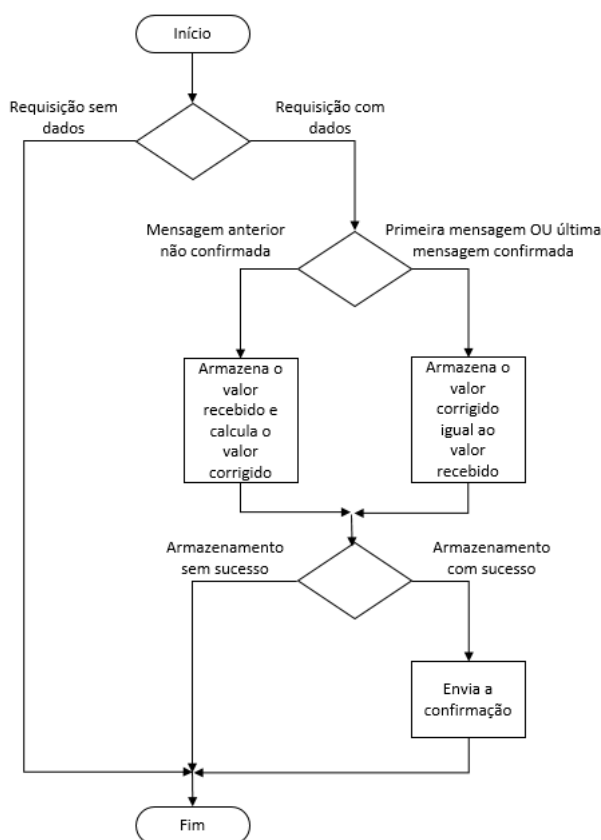 Início
Requisição sem
dados
Requisição com
dados
Mensagem anterior
não confirmada
Primeira mensagem OU última
mensagem confirmada
Armazena o
valor
recebido e
calcula o
valor
corrigido
Armazena o
valor
corrigido
igual ao
valor
recebido
Armazenamento
sem sucesso
Armazenamento
com sucesso
Envia a
confirmação
Fim